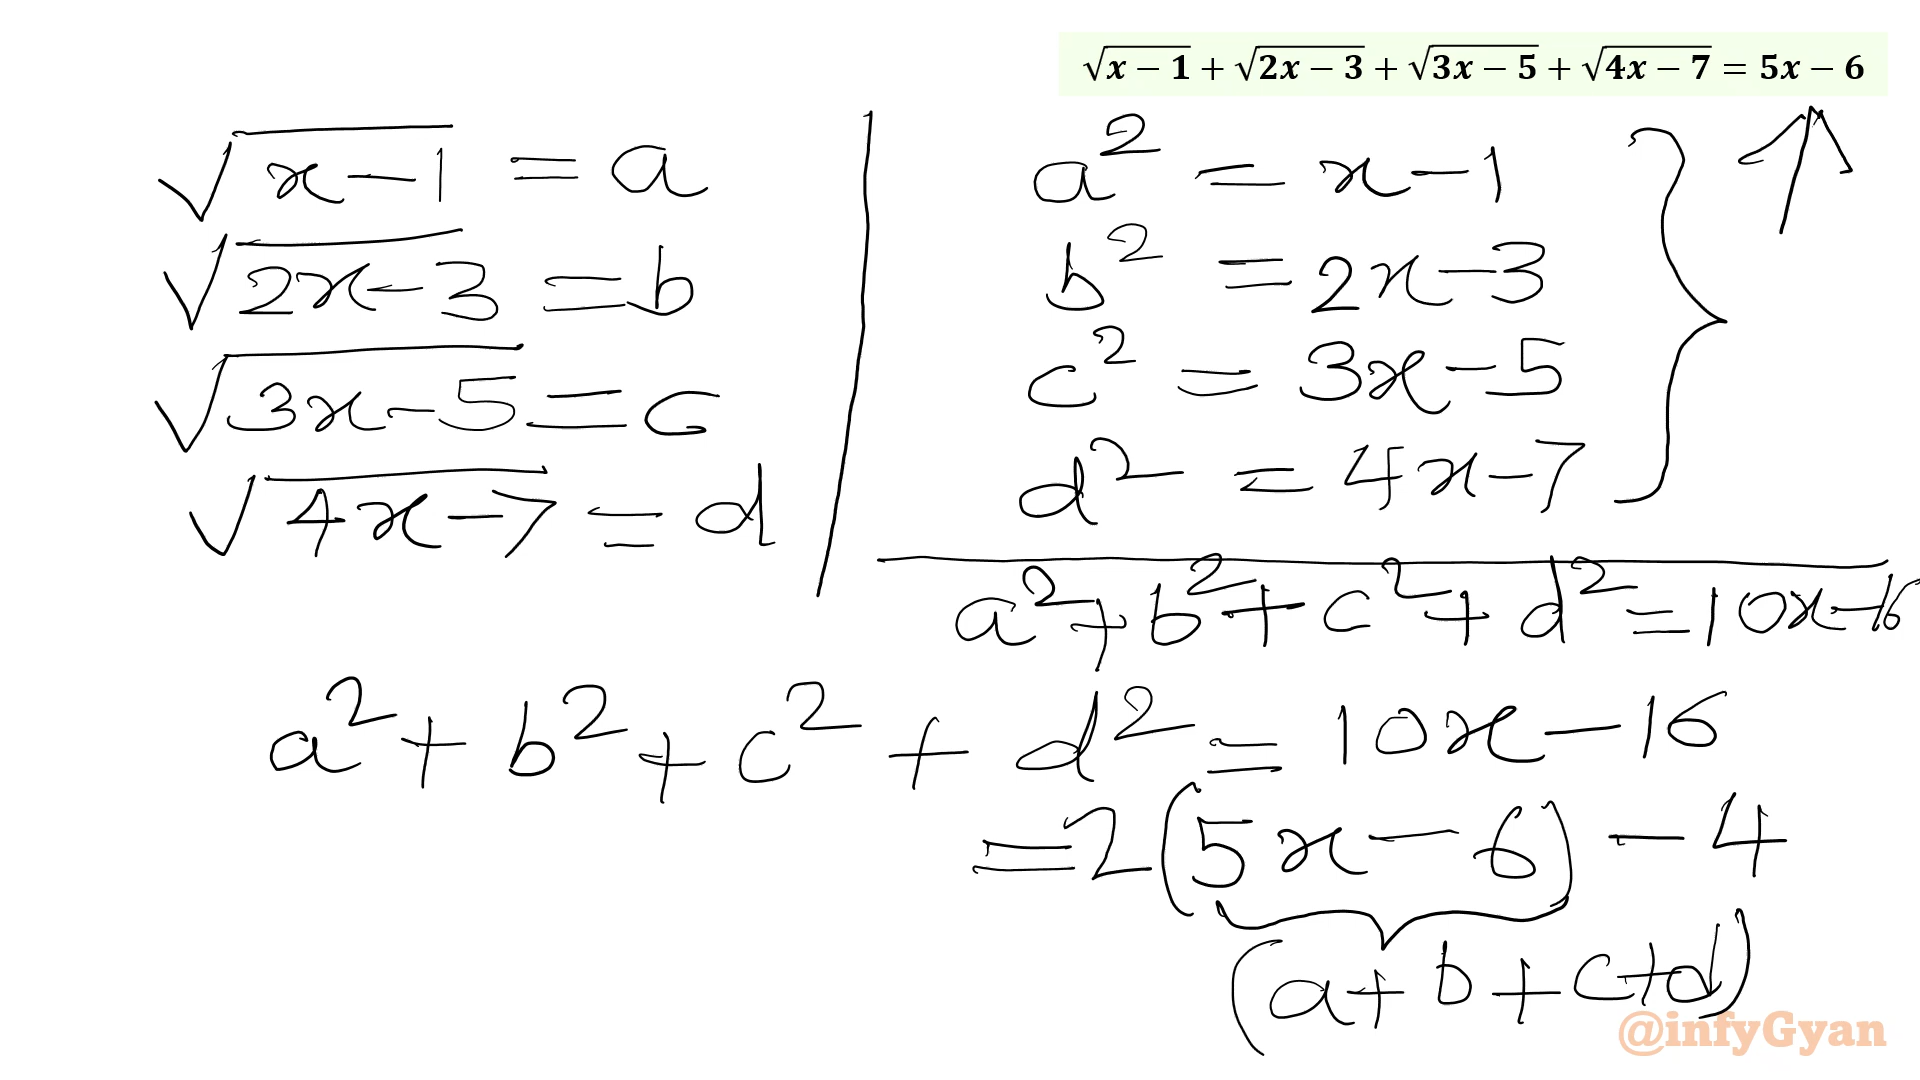 √(x − 1) + √(2x − 3) + √(3x − 5) + √(4x − 7) = 5x − 6
√(x−1) = a
√(2x−3) = b
√(3x−5) = c
√(4x−7) = d
a² = x−1
b² = 2x−3
c² = 3x−5
d² = 4x−7
a²+b²+c²+d²=10x−16
a²+b²+c²+d²=10x−16
=2(5x−6)−4
(a+b+c+d)
@infyGyan